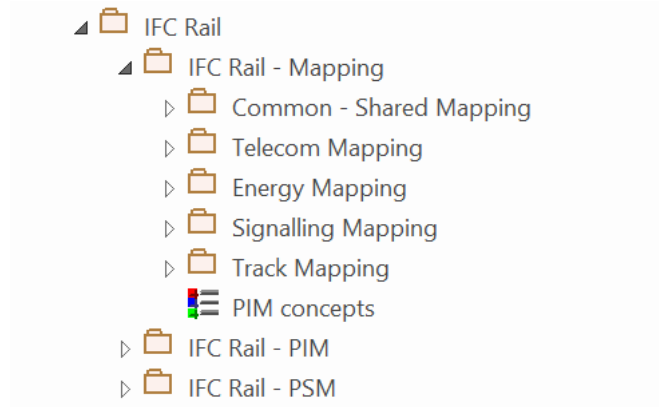 IFC Rail
IFC Rail - Mapping
Common - Shared Mapping
Telecom Mapping
Energy Mapping
Signalling Mapping
Track Mapping
PIM concepts
IFC Rail - PIM
IFC Rail - PSM